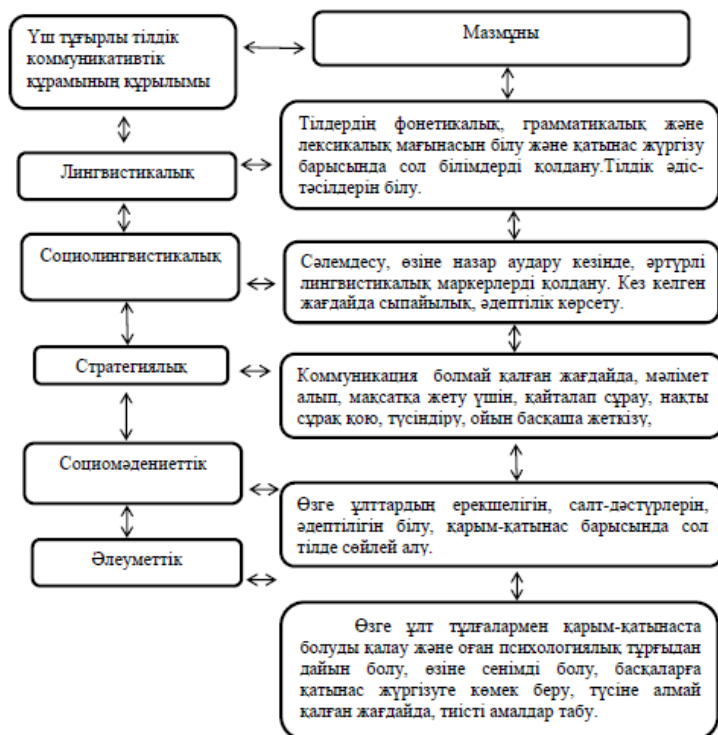 Үш тұғырлы тілдік
коммуникативтік
құрамының құрылымы
Мазмұны
Лингвистикалық
Тілдердің фонетикалық, грамматикалық және
лексикалық мағынасын білу және қатынас жүргізу
барысында сол білімдерді қолдану.Тілдік әдіс-
тәсілдерін білу.
Социолингвистикалық
Сәлемдесу, өзіне назар аудару кезінде, әртүрлі
лингвистикалық маркерлерді қолдану. Кез келген
жағдайда сыпайылық, әдептілік көрсету.
Стратегиялық
Коммуникация болмай қалған жағдайда, мәлімет
алып, мақсатқа жету үшін, қайталап сұрау, нақты
сұрақ қою, түсіндіру, ойын басқаша жеткізу,
Социомәдениеттік
Өзге ұлттардың ерекшелігін, салт-дәстүрлерін,
әдептілігін білу, қарым-қатынас барысында сол
тілде сөйлей алу.
Әлеуметтік
Өзге ұлт тұлғалармен қарым-қатынаста
болуды қалау және оған психологиялық тұрғыдан
дайын болу, өзіне сенімді болу, басқаларға
қатынас жүргізуге көмек беру, түсіне алмай
қалған жағдайда, тиісті амалдар табу.